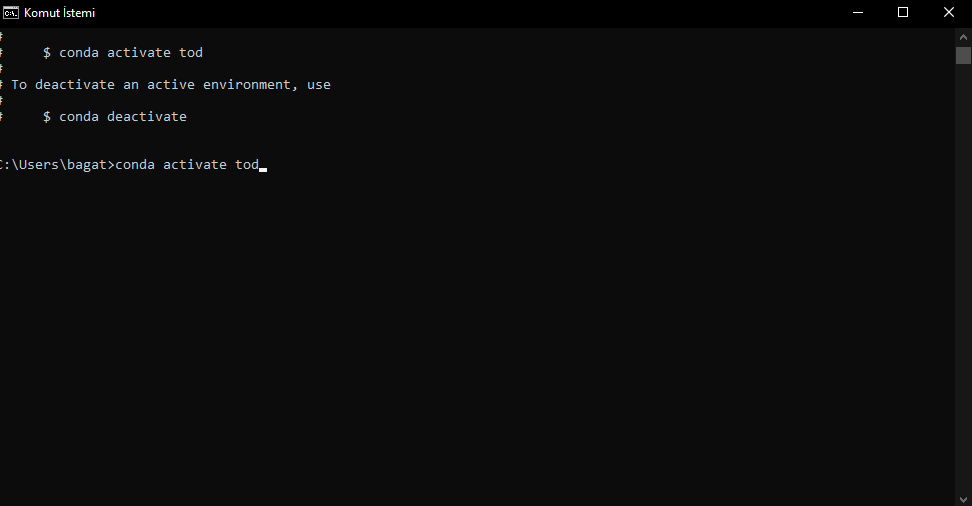 Komut İstemi
#
#     $ conda activate tod
#
# To deactivate an active environment, use
#
#     $ conda deactivate
C:\Users\bagat>conda activate tod